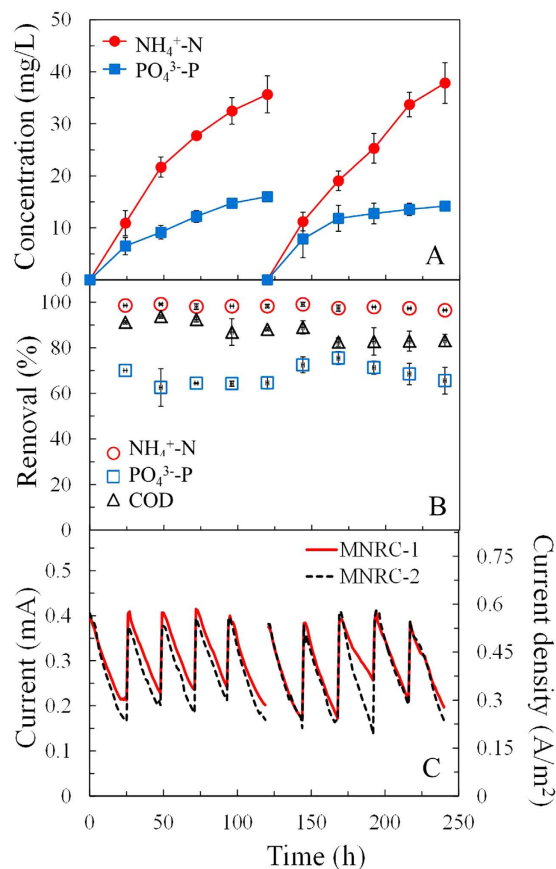 50
40
30
20
10
0
Concentration (mg/L)
NH₄⁺-N
PO₄³-P
A
100
80
60
40
20
0
Removal (%)
NH₄⁺-N
PO₄³⁻-P
COD
B
0.5
0.4
0.3
0.2
0.1
0
Current (mA)
MNRC-1
MNRC-2
C
0.75
0.6
0.45
0.3
0.15
0
Current density (A/m²)
0 50 100 150 200 250
Time (h)